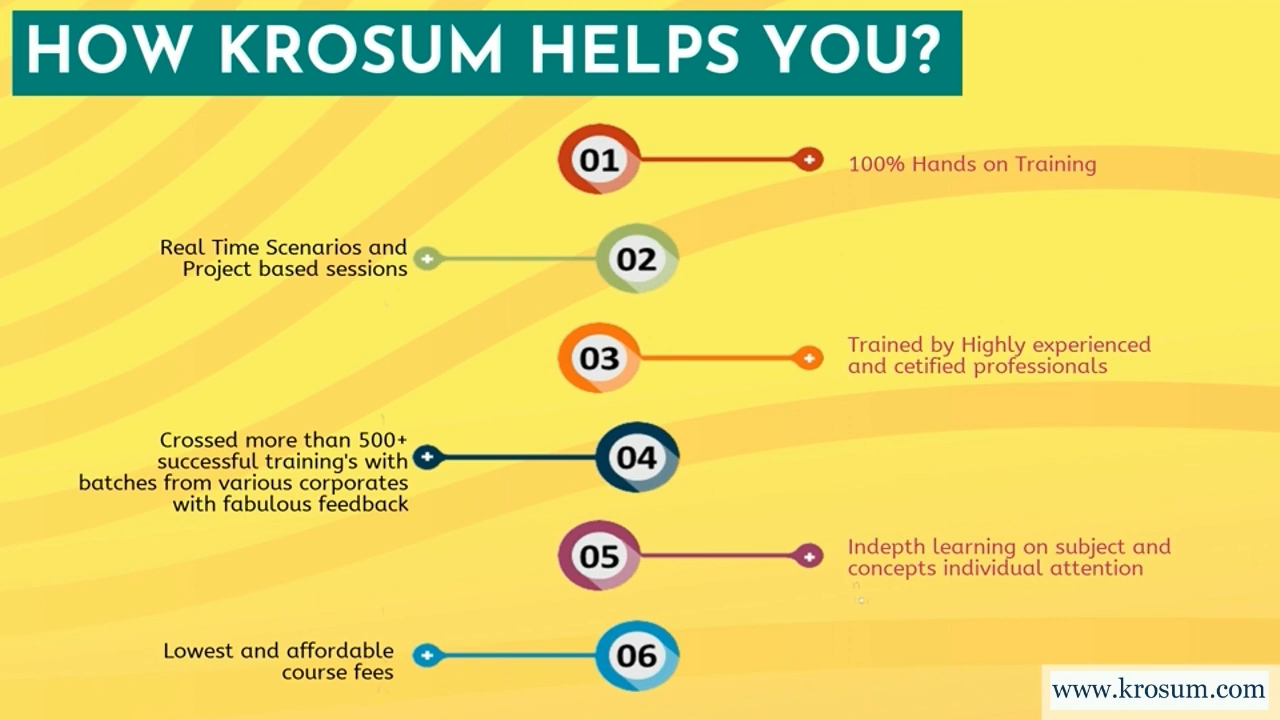 HOW KROSUM HELPS YOU?
01
100% Hands on Training
Real Time Scenarios and
Project based sessions
02
03
Trained by Highly experienced
and cetified professionals
Crossed more than 500+
successful training's with
batches from various corporates
with fabulous feedback
04
05
Indepth learning on subject and
concepts individual attention
Lowest and affordable
course fees
06
www.krosum.com